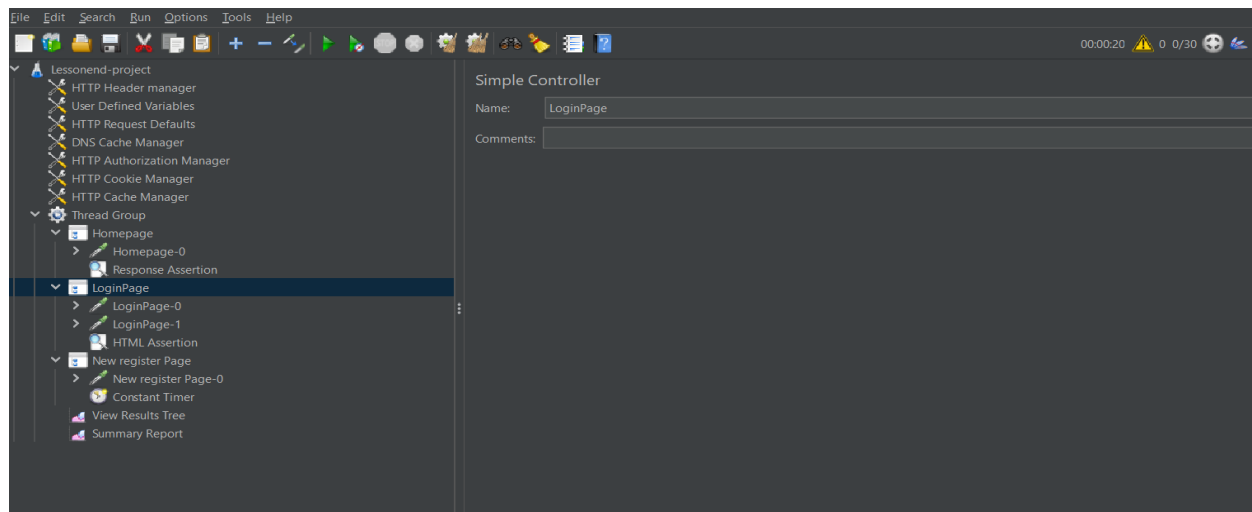 File Edit Search Run Options Tools Help
00:00:20 0 0/30
Lessonend-project
HTTP Header manager
User Defined Variables
HTTP Request Defaults
DNS Cache Manager
HTTP Authorization Manager
HTTP Cookie Manager
HTTP Cache Manager
Thread Group
Homepage
Homepage-0
Response Assertion
LoginPage
LoginPage-0
LoginPage-1
HTML Assertion
New register Page
New register Page-0
Constant Timer
View Results Tree
Summary Report
Simple Controller
Name: LoginPage
Comments: